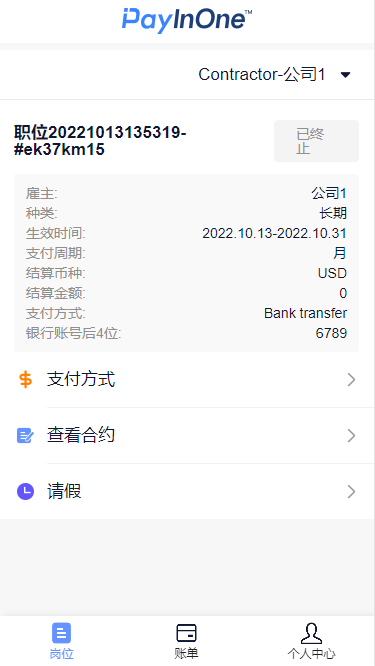 PayInOne™
Contractor-公司1
职位20221013135319-
#ek37km15
已终
止
雇主: 公司1
种类: 长期
生效时间: 2022.10.13-2022.10.31
支付周期: 月
结算币种: USD
结算金额: 0
支付方式: Bank transfer
银行账号后4位: 6789
支付方式
查看合约
请假
岗位 账单 个人中心